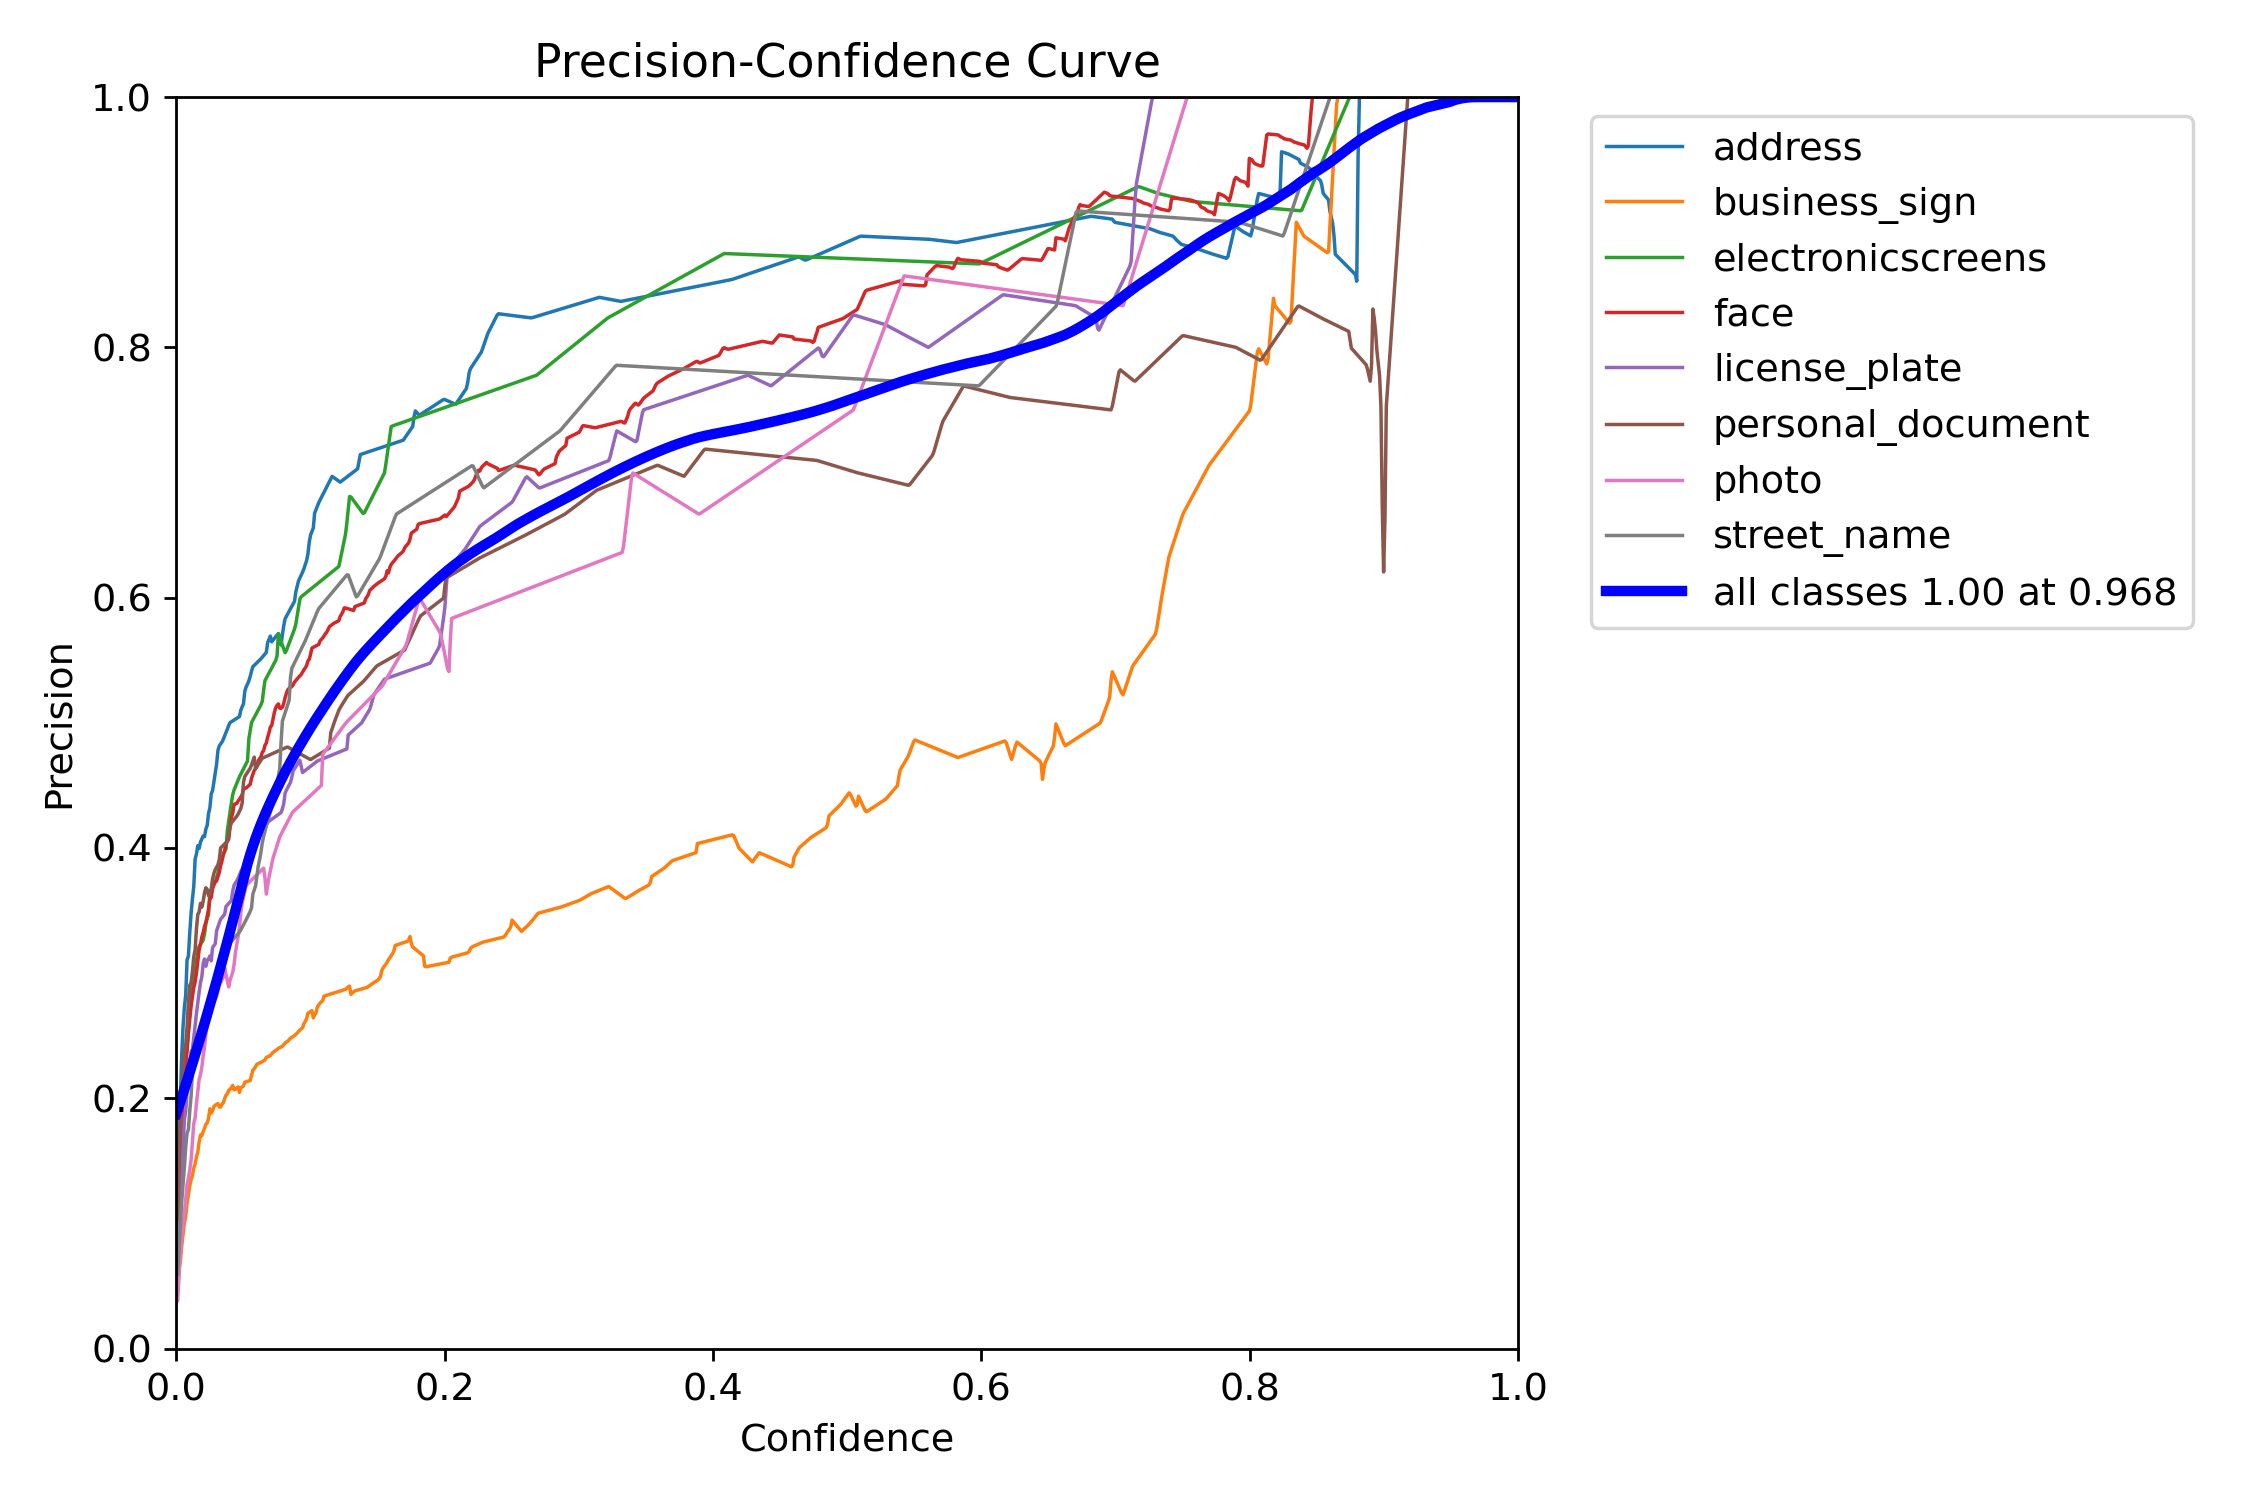 Precision-Confidence Curve
1.0
0.8
0.6
0.4
0.2
0.0
Precision
0.0 0.2 0.4 0.6 0.8 1.0
Confidence
address
business_sign
electronicscreens
face
license_plate
personal_document
photo
street_name
all classes 1.00 at 0.968